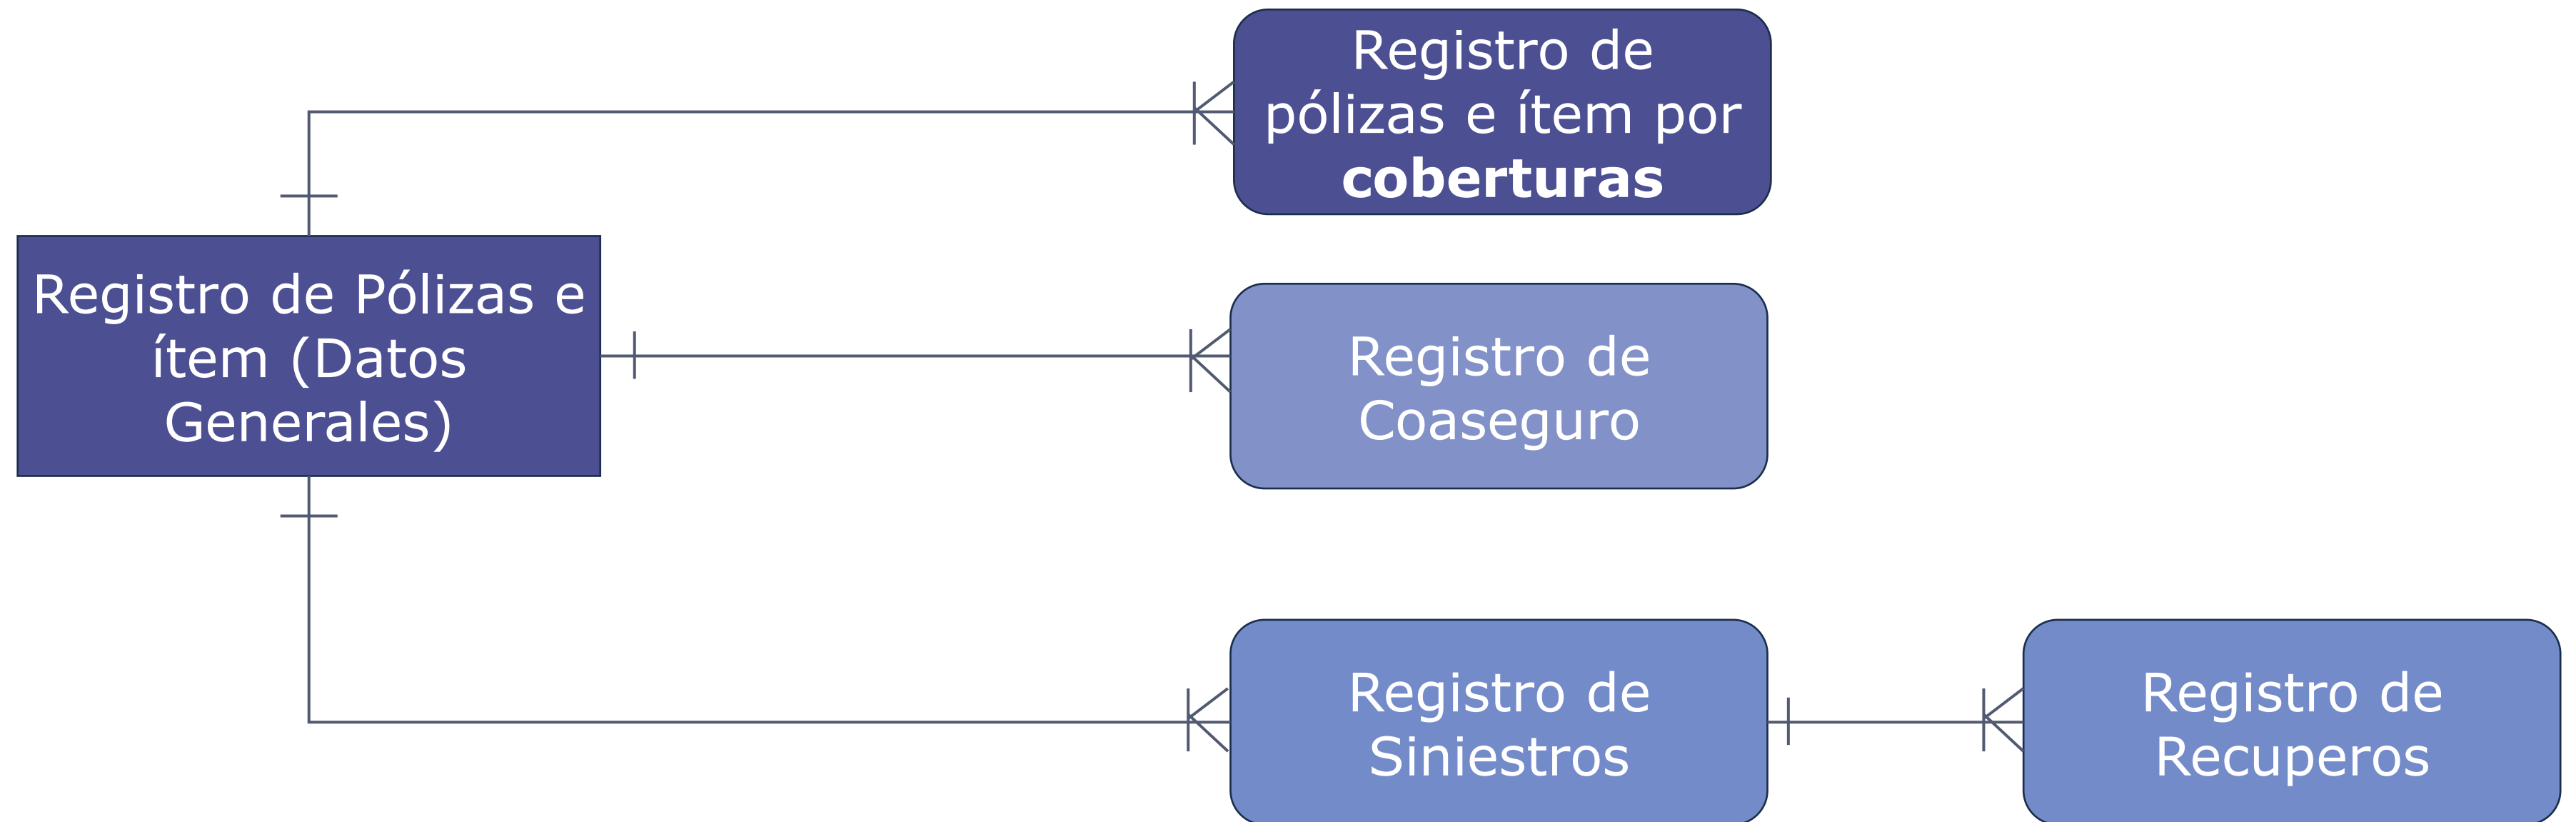 Registro de
pólizas e ítem por
coberturas
Registro de Pólizas e
ítem (Datos
Generales)
Registro de
Coaseguro
Registro de
Siniestros
Registro de
Recuperos